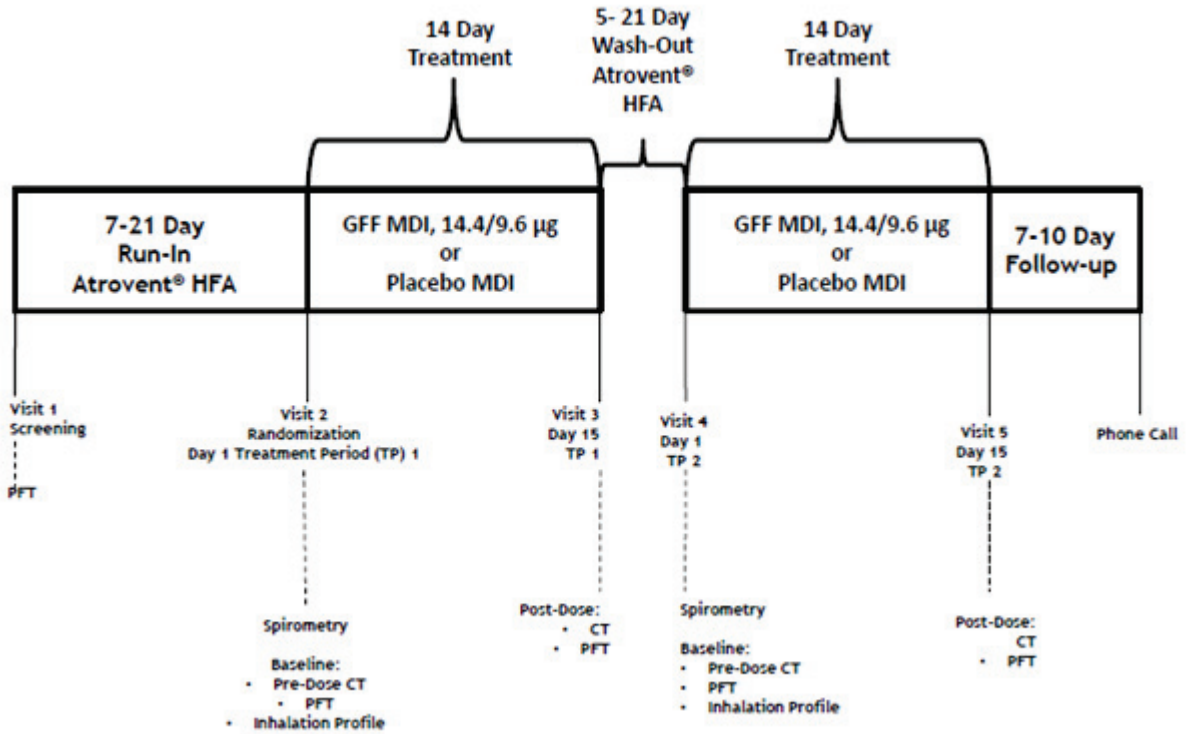 14 Day
Treatment
5- 21 Day
Wash-Out
Atrovent®
HFA
14 Day
Treatment
7-21 Day
Run-In
Atrovent® HFA
GFF MDI, 14.4/9.6 µg
or
Placebo MDI
GFF MDI, 14.4/9.6 µg
or
Placebo MDI
7-10 Day
Follow-up
Visit 1
Screening
PFT
Visit 2
Randomization
Day 1 Treatment Period (TP) 1
Visit 3
Day 15
TP 1
Visit 4
Day 1
TP 2
Visit 5
Day 15
TP 2
Phone Call
Spirometry
Baseline:
• Pre-Dose CT
• PFT
• Inhalation Profile
Post-Dose:
• CT
• PFT
Spirometry
Baseline:
• Pre-Dose CT
• PFT
• Inhalation Profile
Post-Dose:
CT
• PFT